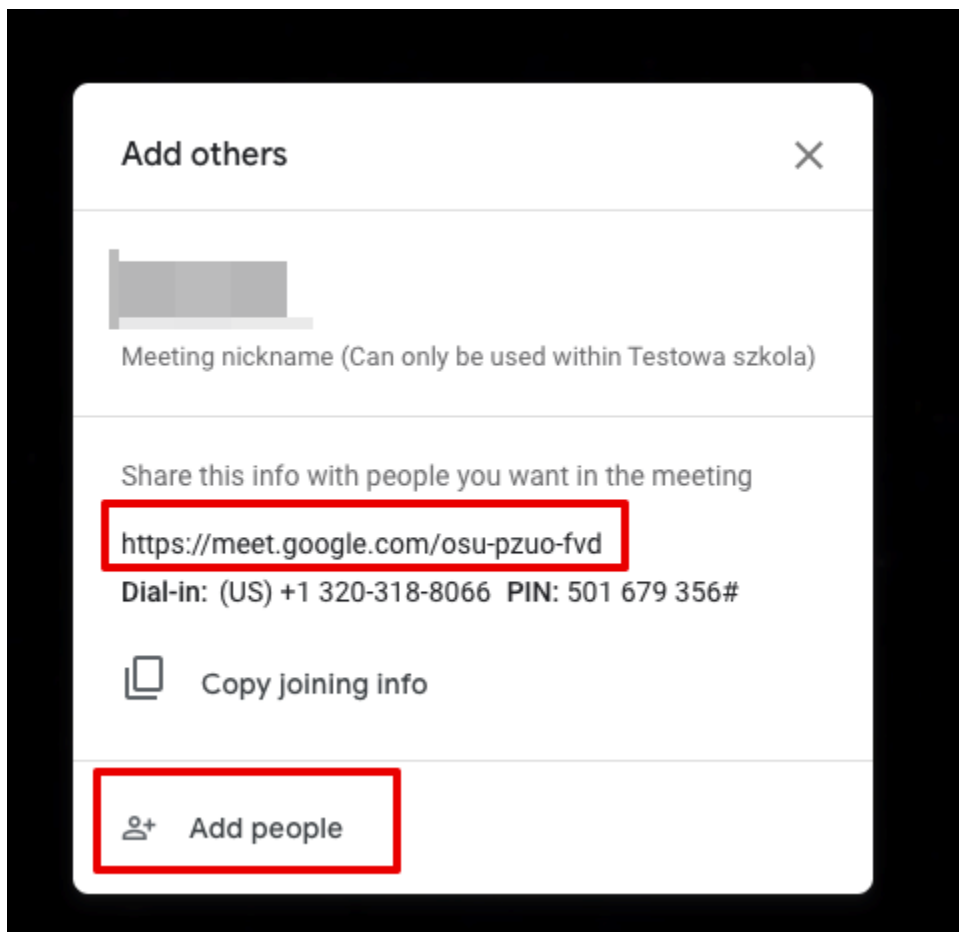 Add others
Meeting nickname (Can only be used within Testowa szkola)
Share this info with people you want in the meeting
https://meet.google.com/osu-pzuo-fvd
Dial-in: (US) +1 320-318-8066 PIN: 501 679 356#
Copy joining info
Add people